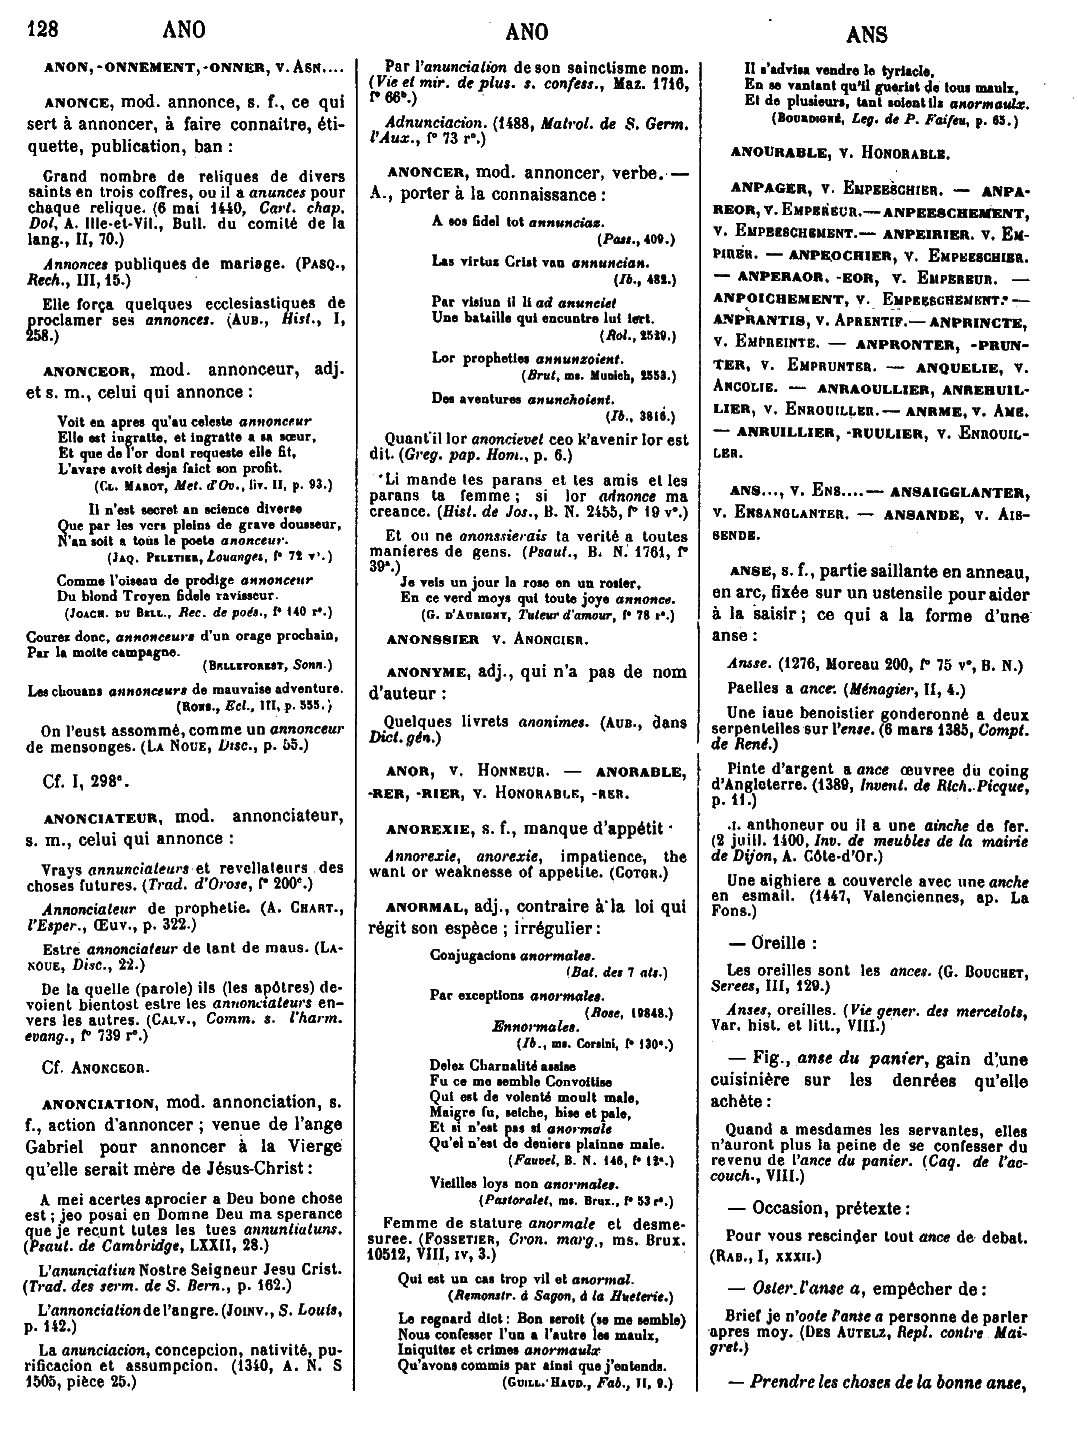 128 ANO ANO ANS
ANON, -ONNEMENT, -ONNER, V. ASN....
ANONCE, mod. annonce, s. f., ce qui
sert à annoncer, à faire connaître, éti-
quette, publication, ban :
Grand nombre de reliques de divers
saints en trois coffres, ou il a anunces pour
chaque relique. (6 mai 1440, Cart. chap.
Dol, A. Ille-et-Vil., Bull. du comité de la
lang., II, 70.)
Annonces publiques de mariage. (PASQ.,
Rech., III, 15.)
Elle força quelques ecclesiastiques de
proclamer ses annonces. (AUB., Hist., I,
258.)
ANONCEOR, mod. annonceur, adj.
et s. m., celui qui annonce :
Voit en apres qu'au celeste annonceur
Elle est ingratte, et ingratte a sa sœur,
Et que de l'or dont requeste elle fit,
L'avare avoit desja faict son profit.
(CL. MAROT, Met. d'Ov., liv. II, p. 93.)
Il n'est secret an science diverse
Que par les vers pleins de grave dousseur,
N'an soit a tous le poete anonceur.
(JAQ. PELETIER, Louanges, f° 72 v°.)
Comme l'oiseau de prodige annonceur
Du blond Troyen fidele ravisseur.
(JOACH. DU BELL., Rec. de poés., f° 140 r°.)
Courez donc, annonceurs d'un orage prochain,
Par la moite campagne.
(BELLEFOREST, Sonn.)
Les chouans annonceurs de mauvaise adventure.
(RONS., Ecl., III, p. 555.)
On l'eust assommé, comme un annonceur
de mensonges. (LA NOUE, Disc., p. 55.)
Cf. I, 298ᶜ.
ANONCIATEUR, mod. annonciateur,
s. m., celui qui annonce :
Vrays annunciateurs et revellateurs des
choses futures. (Trad. d'Orose, f° 200ᶜ.)
Annonciateur de prophetie. (A. CHART.,
l'Esper., Œuv., p. 322.)
Estre annonciateur de tant de maus. (LA-
NOUE, Disc., 22.)
De la quelle (parole) ils (les apôtres) de-
voient bientost estre les annonciateurs en-
vers les autres. (CALV., Comm. s. l'harm.
evang., f° 739 r°.)
Cf. ANONCEOR.
ANONCIATION, mod. annonciation, s.
f., action d'annoncer ; venue de l'ange
Gabriel pour annoncer à la Vierge
qu'elle serait mère de Jésus-Christ :
A mei acertes aprocier a Deu bone chose
est ; jeo posai en Domne Deu ma sperance
que je recunt tutes les tues annuntiatuns.
(Psaut. de Cambridge, LXXII, 28.)
L'anunciatiun Nostre Seigneur Jesu Crist.
(Trad. des serm. de S. Bern., p. 162.)
L'annonciation de l'angre. (JOINV., S. Louis,
p. 142.)
La anunciacion, concepcion, nativité, pu-
rificacion et assumpcion. (1340, A. N. S
1505, pièce 25.)
Par l'anunciation de son sainctisme nom.
(Vie et mir. de plus. s. confess., Maz. 1716,
f° 66ᵇ.)
Adnunciacion. (1488, Matrol. de S. Germ.
l'Aux., f° 73 r°.)
ANONCER, mod. annoncer, verbe. —
A., porter à la connaissance :
A sos fidel tot annunciaz.
(Pass., 409.)
Las virtuz Crist van annuncian.
(Ib., 482.)
Par visiun il li ad anunciet
Une bataille qui encuntre lui iert.
(Rol., 2529.)
Lor propheties annunzoient.
(Brut, ms. Munich, 2553.)
Des aventures anunchoient.
(Ib., 3816.)
Quant il lor anoncievet ceo k'avenir lor est
dit. (Greg. pap. Hom., p. 6.)
Li mande tes parans et tes amis et les
parans ta femme ; si lor adnonce ma
creance. (Hist. de Jos., B. N. 2455, f° 19 v°.)
Et ou ne anonssierais ta verité a toutes
manieres de gens. (Psaut., B. N. 1761, f°
39ᵃ.)
Je veis un jour la rose en un rosier,
En ce verd moys qui toute joye annonce.
(G. D'AURIGNY, Tuteur d'amour, f° 78 r°.)
ANONSSIER V. ANONCIER.
ANONYME, adj., qui n'a pas de nom
d'auteur :
Quelques livrets anonimes. (AUB., dans
Dict. gén.)
ANOR, V. HONNEUR. — ANORABLE,
-RER, -RIER, V. HONORABLE, -RER.
ANOREXIE, s. f., manque d'appétit
Annorexie, anorexie, impatience, the
want or weaknesse of appetite. (COTGR.)
ANORMAL, adj., contraire à la loi qui
régit son espèce ; irrégulier :
Conjugacions anormales.
(Bat. des 7 ats.)
Par exceptions anormales.
(Rose, 19848.)
Ennormales.
(Ib., ms. Corsini, f° 130ᵃ.)
Delez Charnalité assise
Fu ce me semble Convoitise
Qui est de volenté moult male,
Maigre fu, seiche, bise et pale,
Et si n'est pas si anormale
Qu'el n'est de deniers plainne male.
(Fauvel, B. N. 146, f° 12ᵃ.)
Vieilles loys non anormales.
(Pastoralet, ms. Brux., f° 53 r°.)
Femme de stature anormale et desme-
suree. (FOSSETIER, Cron. marg., ms. Brux.
10512, VIII, IV, 3.)
Qui est un cas trop vil et anormal.
(Remonstr. à Sagon, à la Hueterie.)
Le regnard dict : Bon seroit (se me semble)
Nous confesser l'un a l'autre les maulx,
Iniquitez et crimes anormaulx
Qu'avons commis par ainsi que j'entends.
(GUILL. HAUD., Fab., II, 9.)
Il s'advisa vendre le tyriacle,
En se vantant qu'il guerist de tous maulx,
Et de plusieurs, tant soient ils anormaulx.
(BOURDIGNÉ, Leg. de P. Faifeu, p. 65.)
ANOURABLE, V. HONORABLE.
ANPAGER, V. EMPEESCHIER. — ANPA-
REOR, V. EMPEREUR. — ANPEESCHEMENT,
V. EMPEESCHEMENT. — ANPEIRIER. V. EM-
PIRER. — ANPEOCHIER, V. EMPEESCHIER.
— ANPERAOR. -EOR, V. EMPEREUR. —
ANPOICHEMENT, V. EMPEESCHEMENT. —
ANPRANTIS, V. APRENTIF. — ANPRINCTE,
V. EMPREINTE. — ANPRONTER, -PRUN-
TER, V. EMPRUNTER. — ANQUELIE, V.
ANCOLIE. — ANRAOULLIER, ANREHUIL-
LIER, V. ENROUILLER. — ANRME, V. AME.
— ANRUILLIER, -RUULIER, V. ENROUIL-
LER.
ANS..., V. ENS.... — ANSAIGGLANTER,
V. ENSANGLANTER. — ANSANDE, V. AIS-
SENDE.
ANSE, s. f., partie saillante en anneau,
en arc, fixée sur un ustensile pour aider
à la saisir ; ce qui a la forme d'une
anse :
Ansse. (1276, Moreau 200, f° 75 v°, B. N.)
Paelles a ance. (Ménagier, II, 4.)
Une iaue benoistier gonderonné a deux
serpentelles sur l'ense. (6 mars 1385, Compt.
de René.)
Pinte d'argent a ance œuvree du coing
d'Angleterre. (1389, Invent. de Rich. Picque,
p. 11.)
.I. anthoneur ou il a une ainche de fer.
(2 juill. 1400, Inv. de meubles de la mairie
de Dijon, A. Côte-d'Or.)
Une aighiere a couvercle avec une anche
en esmail. (1447, Valenciennes, ap. La
Fons.)
— Oreille :
Les oreilles sont les ances. (G. BOUCHET,
Serees, III, 129.)
Anses, oreilles. (Vie gener. des mercelots,
Var. hist. et litt., VIII.)
— Fig., anse du panier, gain d'une
cuisinière sur les denrées qu'elle
achète :
Quand a mesdames les servantes, elles
n'auront plus la peine de se confesser du
revenu de l'ance du panier. (Caq. de l'ac-
couch., VIII.)
— Occasion, prétexte :
Pour vous rescinder tout ance de debat.
(RAB., I, XXXII.)
— Oster l'anse a, empêcher de :
Brief je n'oote l'anse a personne de parler
apres moy. (DES AUTELZ, Repl. contre Mai-
gret.)
— Prendre les choses de la bonne anse,